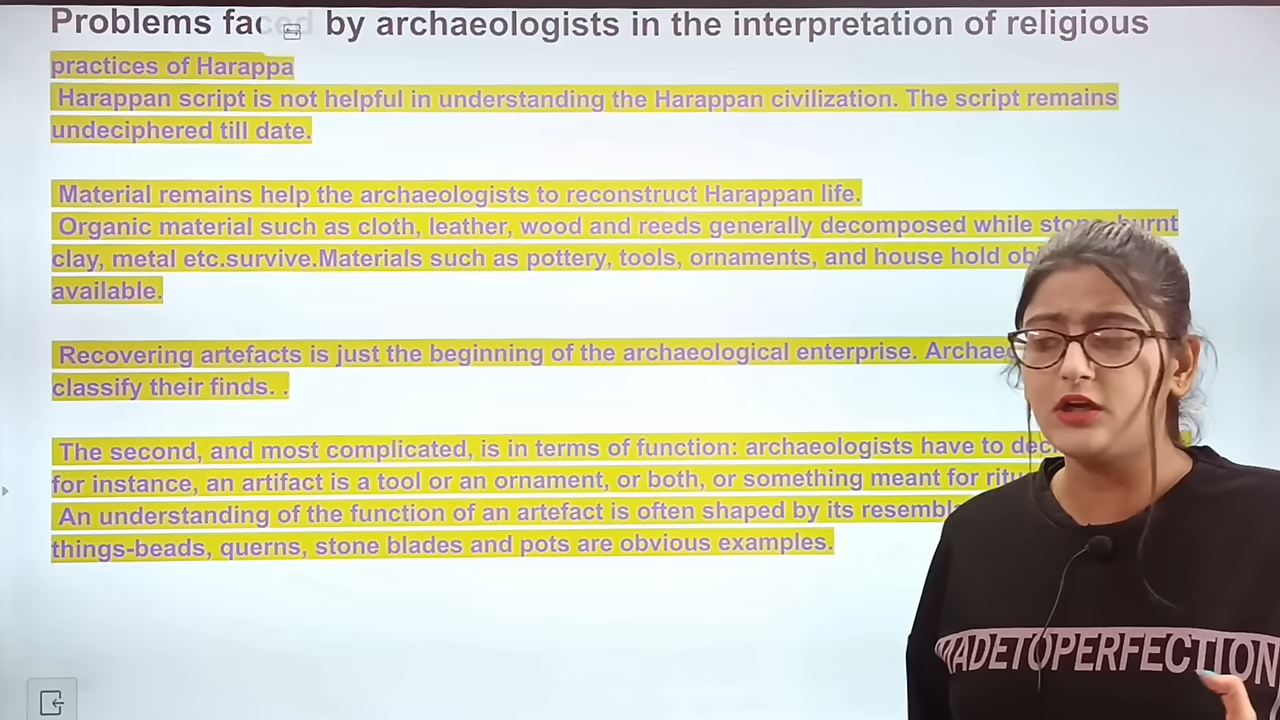 Problems faced by archaeologists in the interpretation of religious
practices of Harappa
Harappan script is not helpful in understanding the Harappan civilization. The script remains
undeciphered till date.
Material remains help the archaeologists to reconstruct Harappan life.
Organic material such as cloth, leather, wood and reeds generally decomposed while stone, burnt
clay, metal etc.survive.Materials such as pottery, tools, ornaments, and house hold
available.
Recovering artefacts is just the beginning of the archaeological enterprise.
classify their finds. .
The second, and most complicated, is in terms of function: archaeologists have to
for instance, an artifact is a tool or an ornament, or both, or something meant for
An understanding of the function of an artefact is often shaped by its
things-beads, querns, stone blades and pots are obvious examples.
MADETOPERFECTION